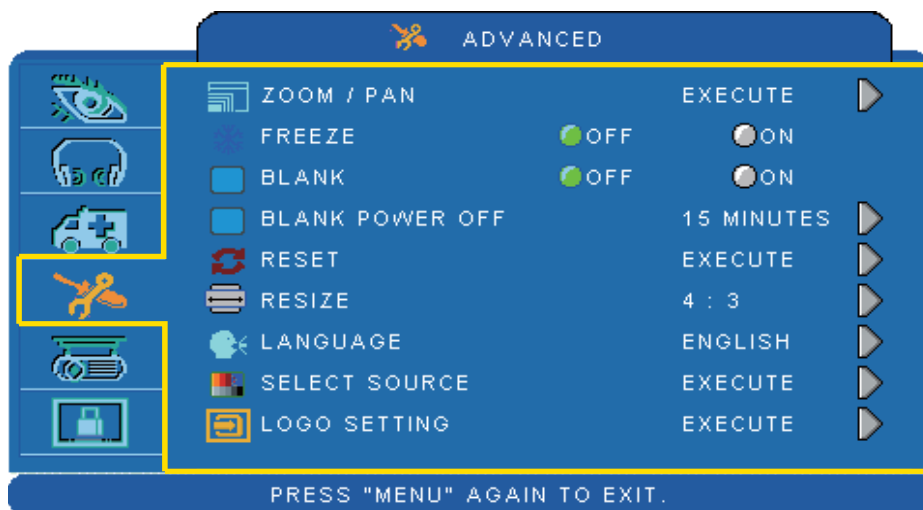 ADVANCED
ZOOM / PAN EXECUTE
FREEZE OFF ON
BLANK OFF ON
BLANK POWER OFF 15 MINUTES
RESET EXECUTE
RESIZE 4 : 3
LANGUAGE ENGLISH
SELECT SOURCE EXECUTE
LOGO SETTING EXECUTE
PRESS "MENU" AGAIN TO EXIT.